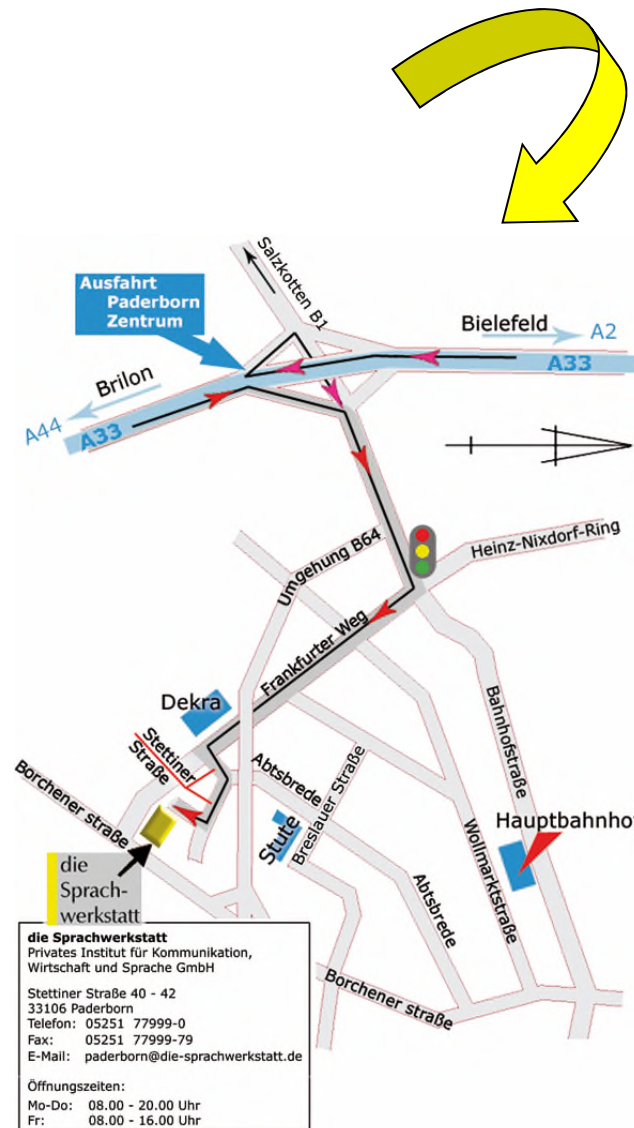 Salzkotten B1
Ausfahrt
Paderborn
Zentrum
Bielefeld
A2
A33
Brilon
A44
A33
Heinz-Nixdorf-Ring
Umgehung B64
Frankfurter Weg
Dekra
Stettiner
Straße
Bahnhofstraße
Abtsbrede
Breslauer Straße
Borchener straße
Stute
Hauptbahnhof
Wollmarktstraße
Abtsbrede
die
Sprach-
werkstatt
Borchener straße
die Sprachwerkstatt
Privates Institut für Kommunikation,
Wirtschaft und Sprache GmbH
Stettiner Straße 40 - 42
33106 Paderborn
Telefon: 05251 77999-0
Fax: 05251 77999-79
E-Mail: paderborn@die-sprachwerkstatt.de
Öffnungszeiten:
Mo-Do: 08.00 - 20.00 Uhr
Fr: 08.00 - 16.00 Uhr